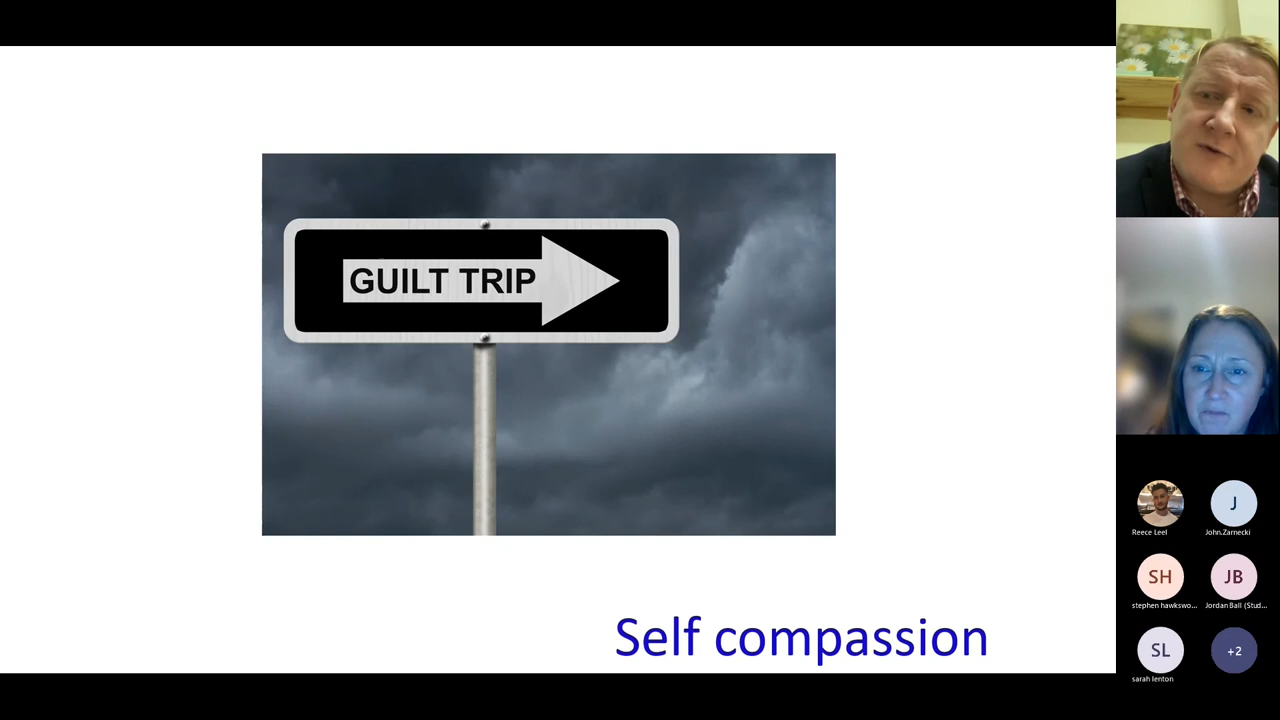 GUILT TRIP
Self compassion
Reece Leel
J
John.Zarnecki
SH
stephen hawkswo...
JB
Jordan Ball (Stud...
SL
sarah lenton
+2